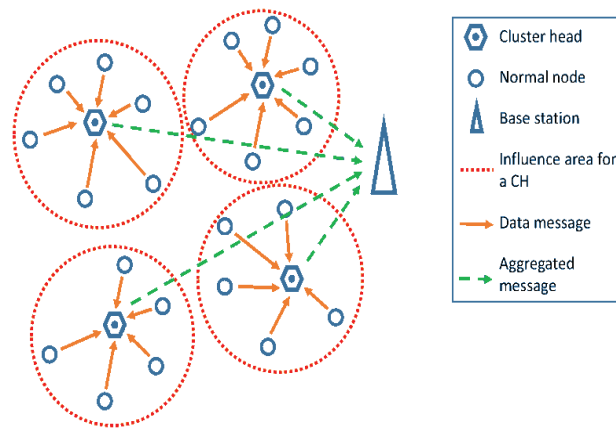 Cluster head
Normal node
Base station
Influence area for
a CH
Data message
Aggregated
message